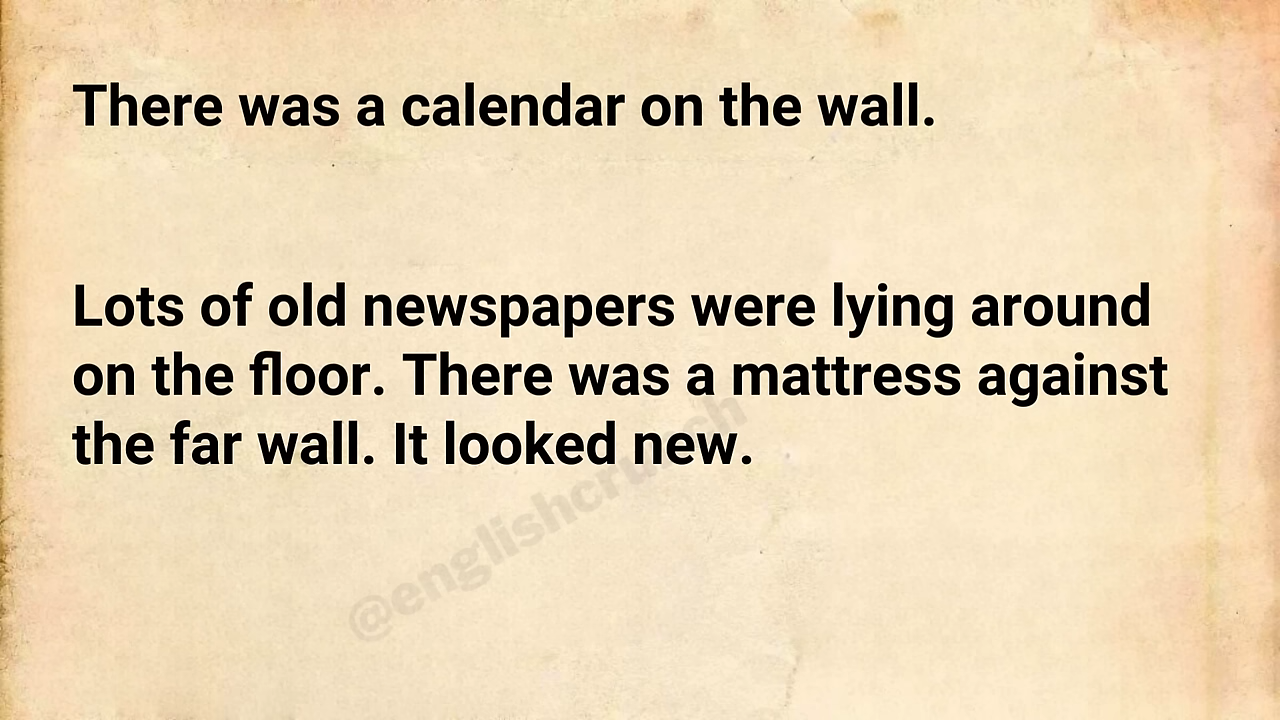 There was a calendar on the wall.
Lots of old newspapers were lying around
on the floor. There was a mattress against
the far wall. It looked new.
@englishcrunch